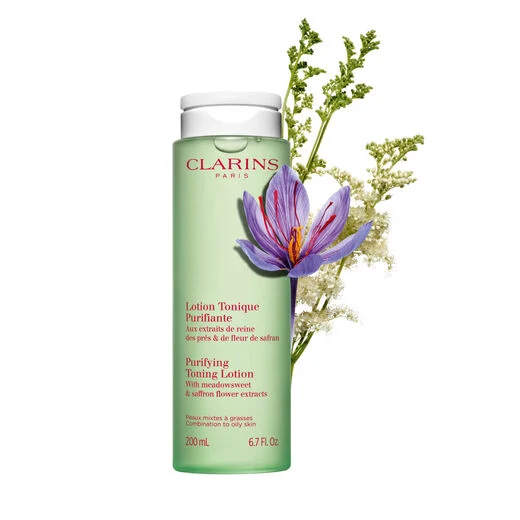 CLARINS
PARIS
Lotion Tonique
Purifiante
Aux extraits de reine
des prés & de fleur de safran
Purifying
Toning Lotion
With meadowsweet
& saffron flower extracts
Peaux mixtes à grasses
Combination to oily skin
200 mL 6.7 Fl. Oz.